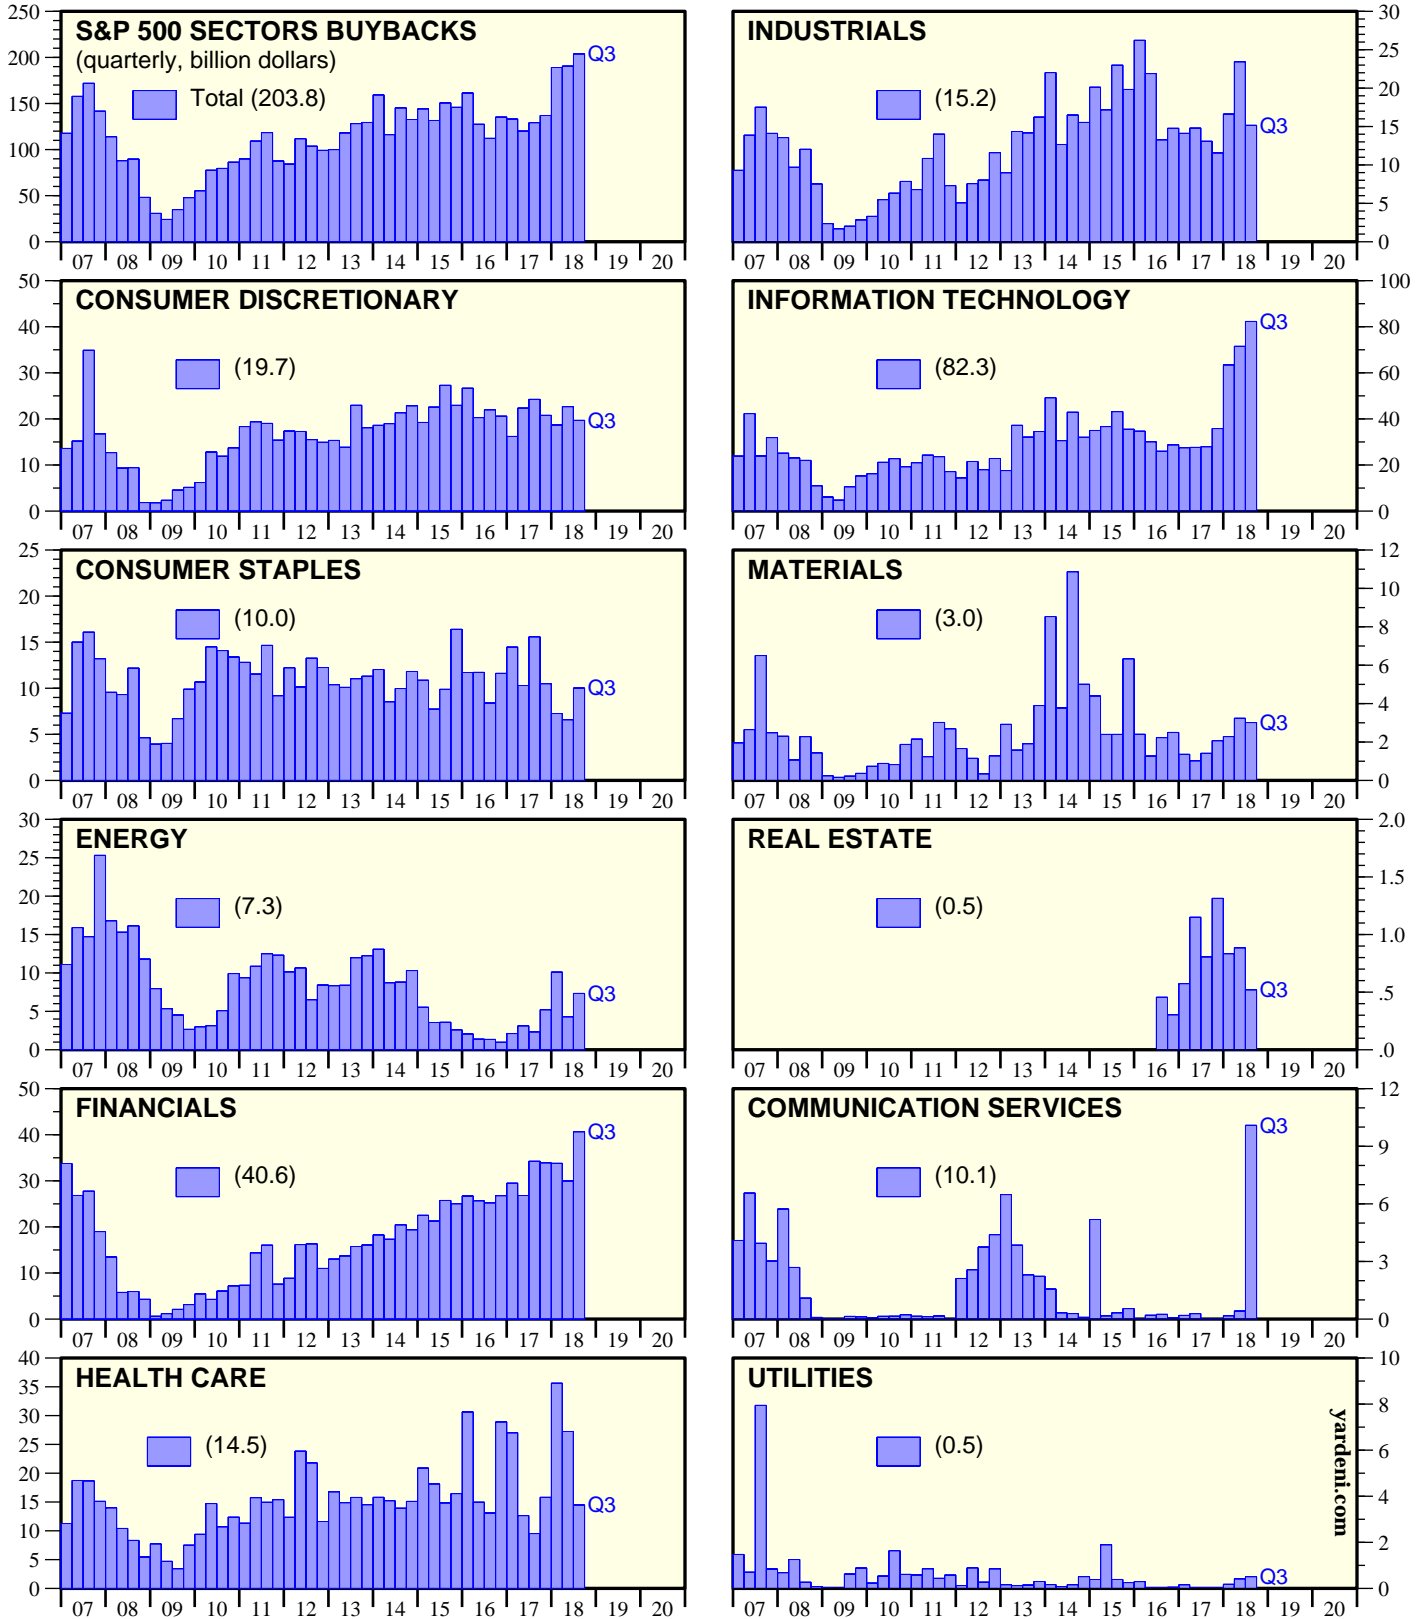 S&P 500 SECTORS BUYBACKS
(quarterly, billion dollars)
Total (203.8)
Q3
250
200
150
100
50
0
07 08 09 10 11 12 13 14 15 16 17 18 19 20
INDUSTRIALS
(15.2)
Q3
30
25
20
15
10
5
0
07 08 09 10 11 12 13 14 15 16 17 18 19 20
CONSUMER DISCRETIONARY
(19.7)
Q3
50
40
30
20
10
0
07 08 09 10 11 12 13 14 15 16 17 18 19 20
INFORMATION TECHNOLOGY
(82.3)
Q3
100
80
60
40
20
0
07 08 09 10 11 12 13 14 15 16 17 18 19 20
CONSUMER STAPLES
(10.0)
Q3
25
20
15
10
5
0
07 08 09 10 11 12 13 14 15 16 17 18 19 20
MATERIALS
(3.0)
Q3
12
10
8
6
4
2
0
07 08 09 10 11 12 13 14 15 16 17 18 19 20
ENERGY
(7.3)
Q3
30
25
20
15
10
5
0
07 08 09 10 11 12 13 14 15 16 17 18 19 20
REAL ESTATE
(0.5)
Q3
2.0
1.5
1.0
.5
.0
07 08 09 10 11 12 13 14 15 16 17 18 19 20
FINANCIALS
(40.6)
Q3
50
40
30
20
10
0
07 08 09 10 11 12 13 14 15 16 17 18 19 20
COMMUNICATION SERVICES
(10.1)
Q3
12
9
6
3
0
07 08 09 10 11 12 13 14 15 16 17 18 19 20
HEALTH CARE
(14.5)
Q3
40
35
30
25
20
15
10
5
0
07 08 09 10 11 12 13 14 15 16 17 18 19 20
UTILITIES
(0.5)
Q3
10
8
6
4
2
0
07 08 09 10 11 12 13 14 15 16 17 18 19 20
yardeni.com